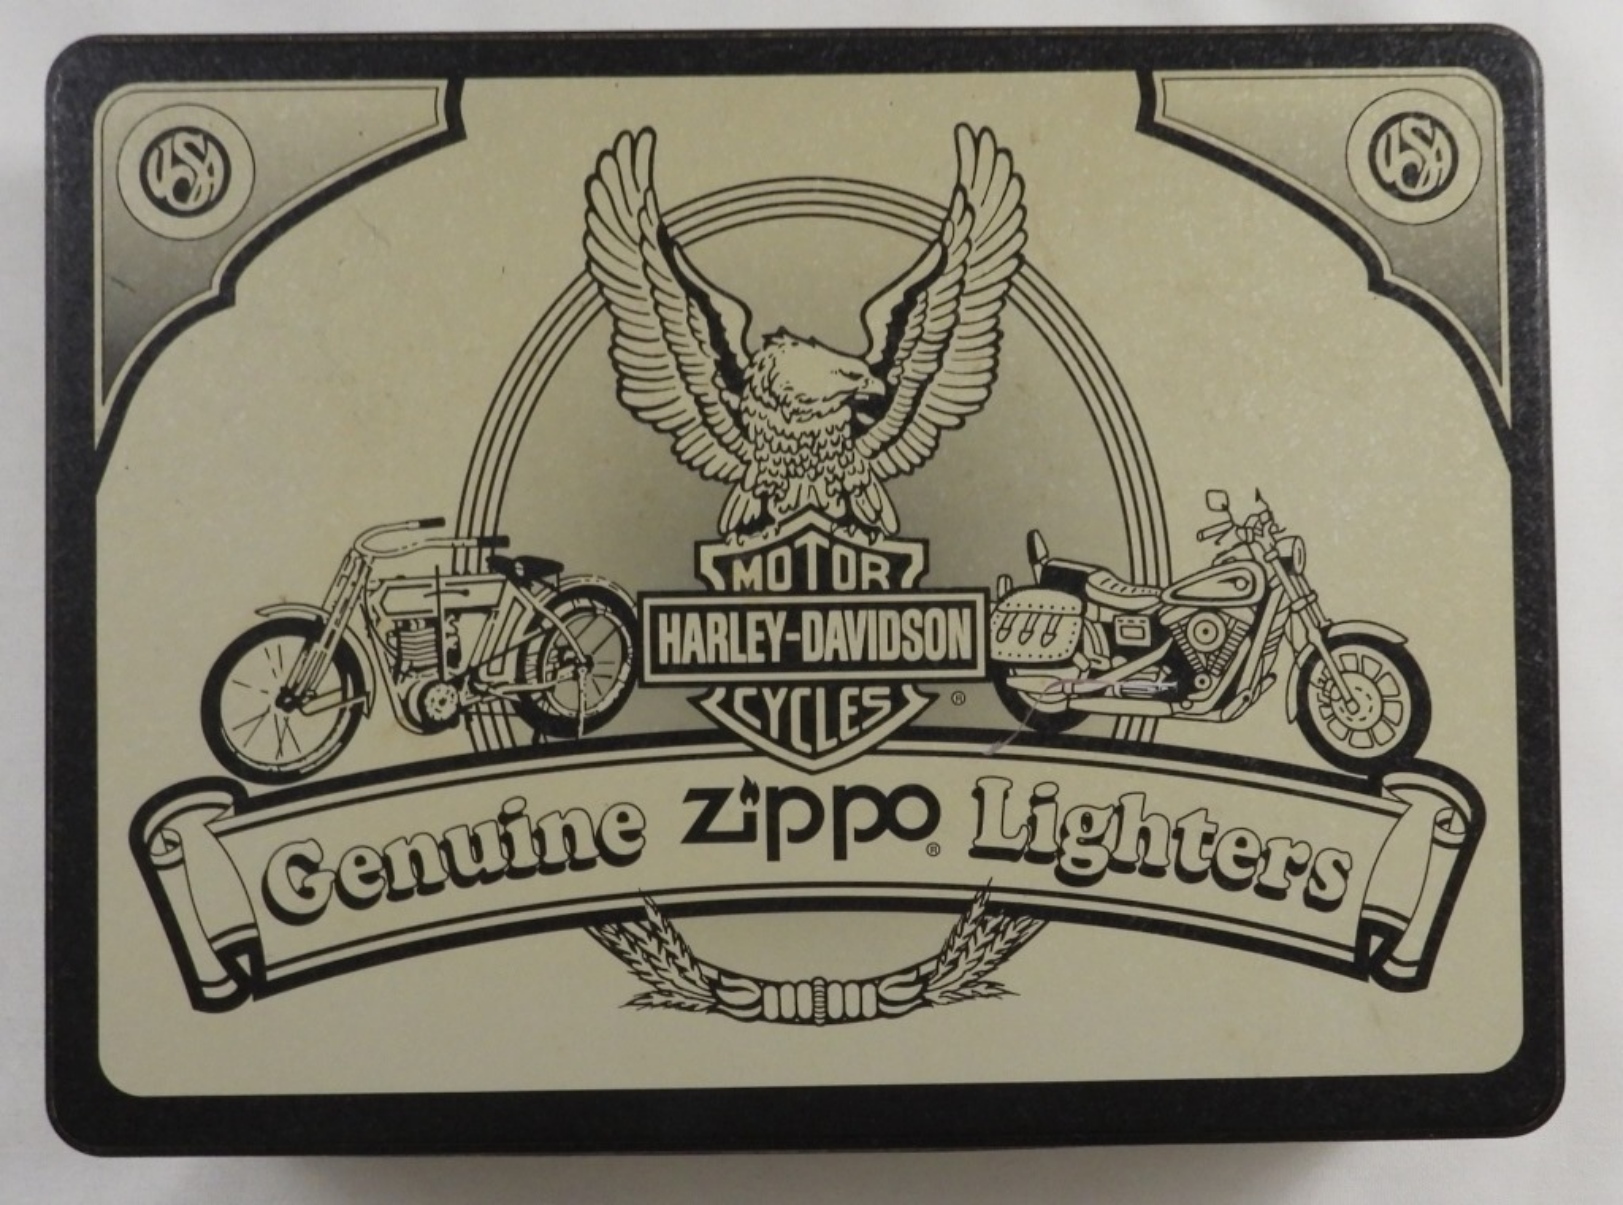 USA
USA
MOTOR
HARLEY-DAVIDSON
CYCLES ®
Genuine Zippo® Lighters